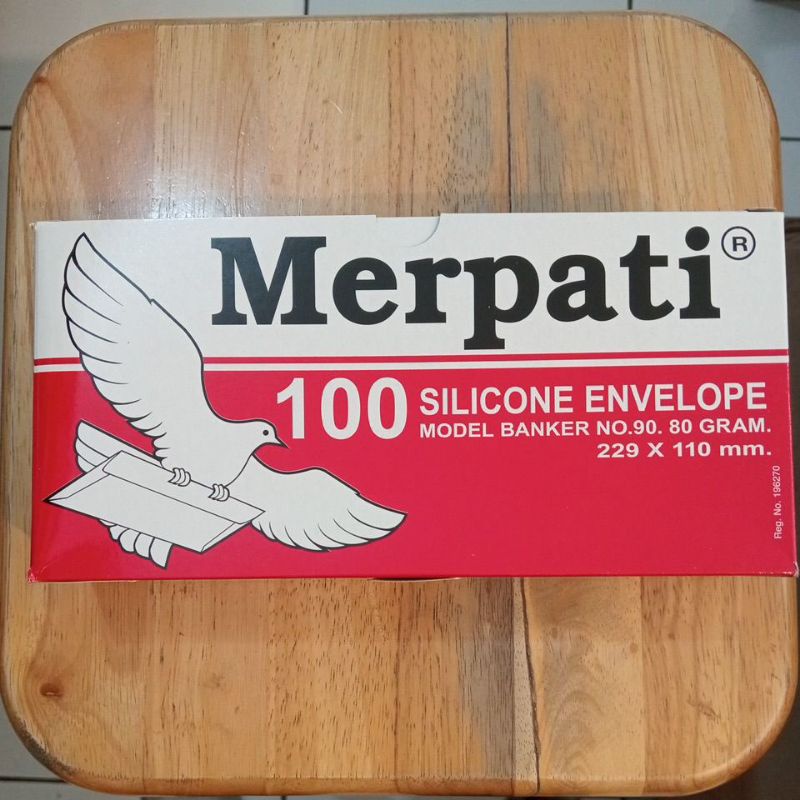 Merpati®
100 SILICONE ENVELOPE
MODEL BANKER NO.90. 80 GRAM.
229 X 110 mm.
Reg. No. 196270